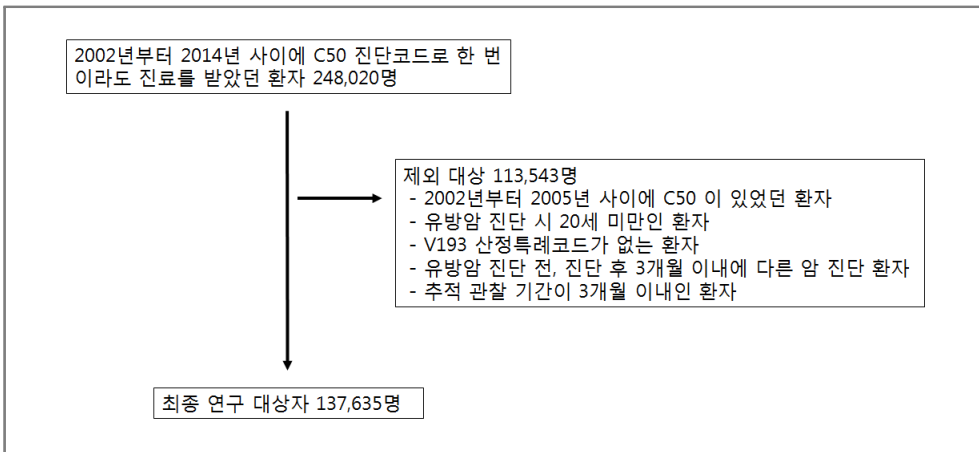 2002년부터 2014년 사이에 C50 진단코드로 한 번
이라도 진료를 받았던 환자 248,020명
제외 대상 113,543명
- 2002년부터 2005년 사이에 C50 이 있었던 환자
- 유방암 진단 시 20세 미만인 환자
- V193 산정특례코드가 없는 환자
- 유방암 진단 전, 진단 후 3개월 이내에 다른 암 진단 환자
- 추적 관찰 기간이 3개월 이내인 환자
최종 연구 대상자 137,635명